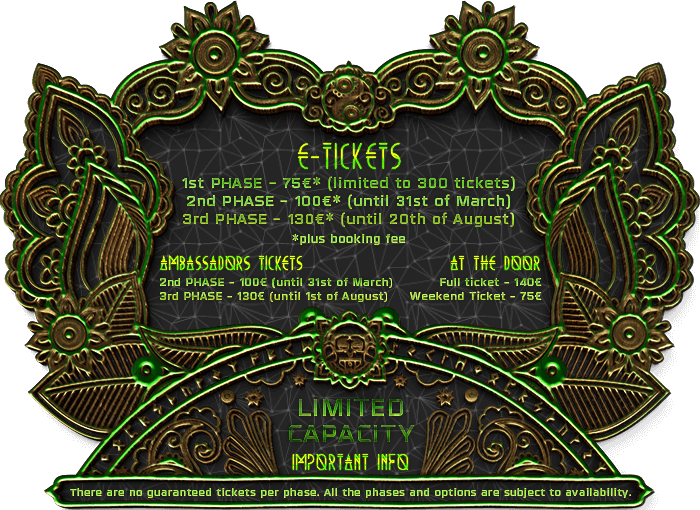 E-TICKETS
1st PHASE - 75€* (limited to 300 tickets)
2nd PHASE - 100€* (until 31st of March)
3rd PHASE - 130€* (until 20th of August)
*plus booking fee
AMBASSADORS TICKETS
2nd PHASE - 100€ (until 31st of March)
3rd PHASE - 130€ (until 1st of August)
AT THE DOOR
Full ticket - 140€
Weekend Ticket - 75€
LIMITED
CAPACITY
IMPORTANT INFO
There are no guaranteed tickets per phase. All the phases and options are subject to availability.